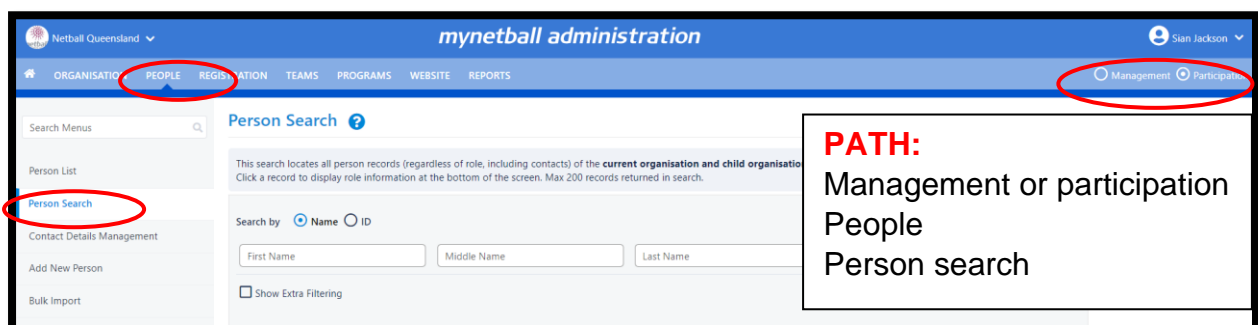 netball Netball Queensland
mynetball administration
Sian Jackson
ORGANISATION PEOPLE REGISTRATION TEAMS PROGRAMS WEBSITE REPORTS
Management Participation
Search Menus
Person List
Person Search
Contact Details Management
Add New Person
Bulk Import
Person Search ?
This search locates all person records (regardless of role, including contacts) of the current organisation and child organisatio
Click a record to display role information at the bottom of the screen. Max 200 records returned in search.
Search by Name ID
First Name Middle Name Last Name
Show Extra Filtering
PATH:
Management or participation
People
Person search